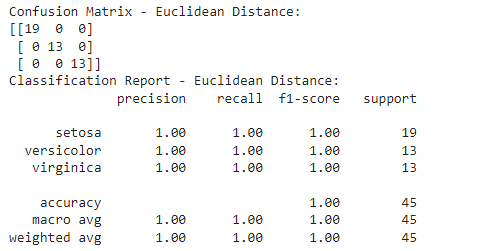 Confusion Matrix - Euclidean Distance:
[[19  0  0]
 [ 0 13  0]
 [ 0  0 13]]
Classification Report - Euclidean Distance:
              precision    recall  f1-score   support

      setosa       1.00      1.00      1.00        19
  versicolor       1.00      1.00      1.00        13
   virginica       1.00      1.00      1.00        13

    accuracy                           1.00        45
   macro avg       1.00      1.00      1.00        45
weighted avg       1.00      1.00      1.00        45